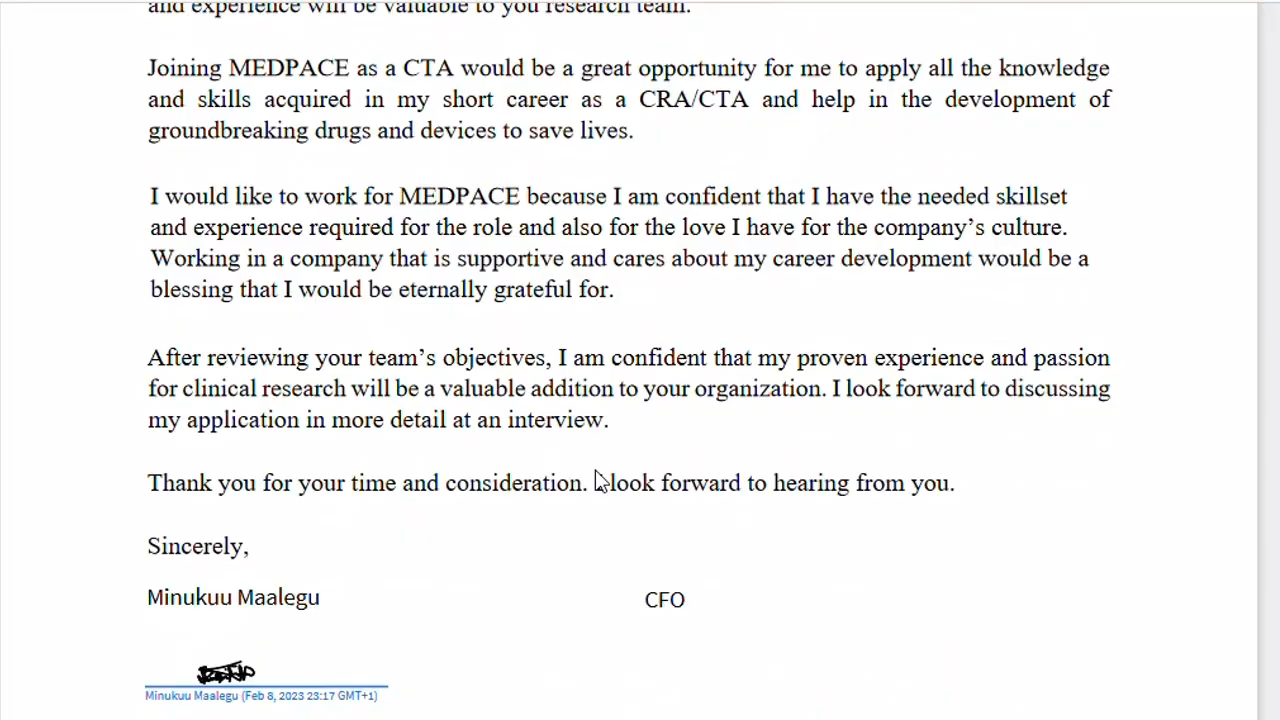 and experience will be valuable to you research team.
Joining MEDPACE as a CTA would be a great opportunity for me to apply all the knowledge
and skills acquired in my short career as a CRA/CTA and help in the development of
groundbreaking drugs and devices to save lives.
I would like to work for MEDPACE because I am confident that I have the needed skillset
and experience required for the role and also for the love I have for the company’s culture.
Working in a company that is supportive and cares about my career development would be a
blessing that I would be eternally grateful for.
After reviewing your team’s objectives, I am confident that my proven experience and passion
for clinical research will be a valuable addition to your organization. I look forward to discussing
my application in more detail at an interview.
Thank you for your time and consideration. look forward to hearing from you.
Sincerely,
Minukuu Maalegu CFO
Minukuu Maalegu (Feb 8, 2023 23:17 GMT+1)